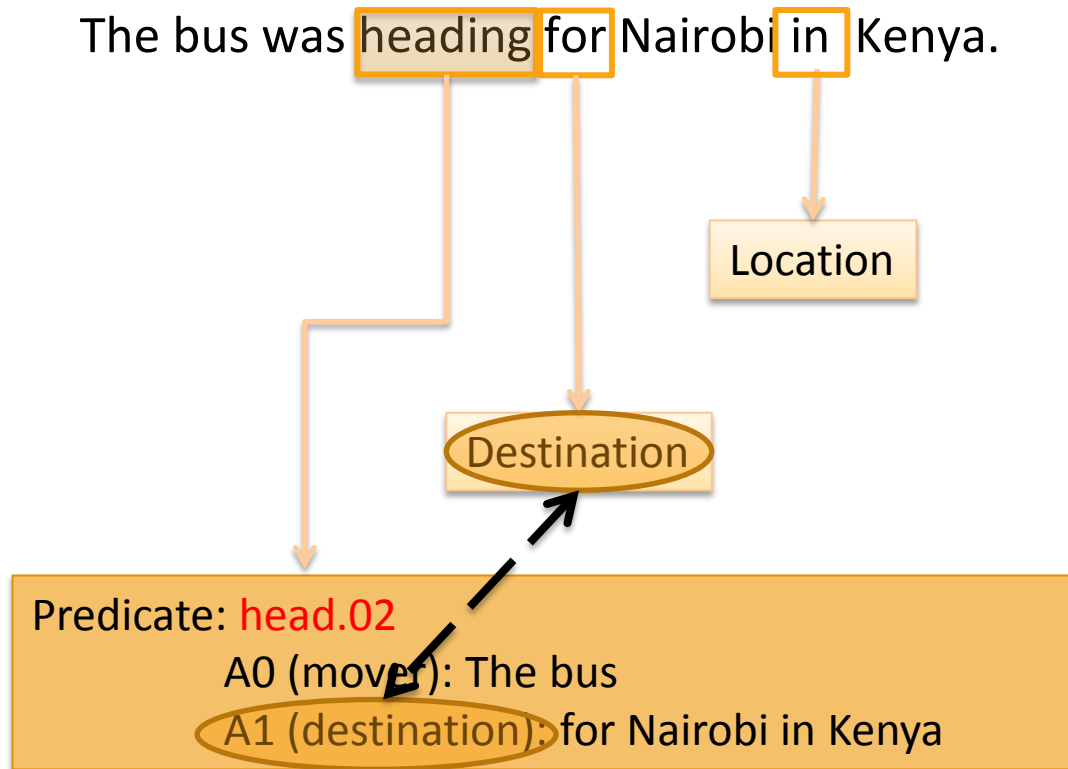 The bus was heading for Nairobi in Kenya.
Location
Destination
Predicate: head.02
A0 (mover): The bus
A1 (destination): for Nairobi in Kenya